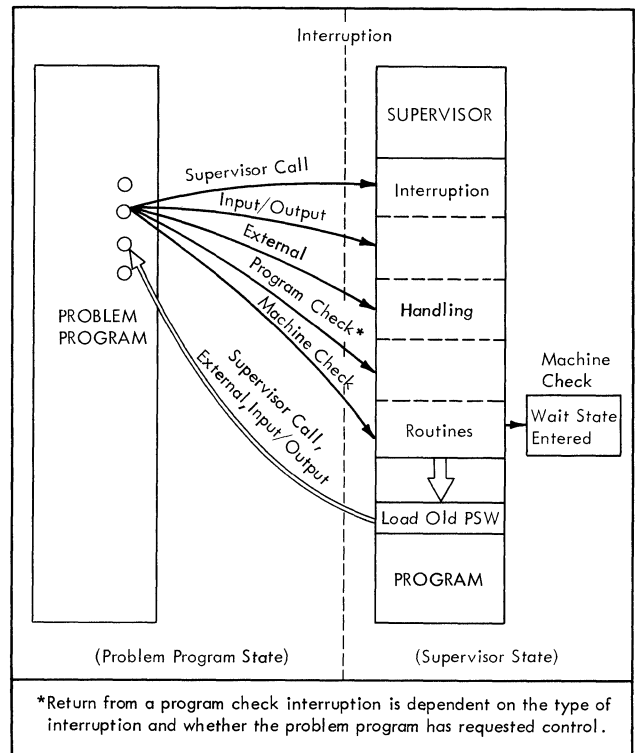 Interruption
SUPERVISOR
Supervisor Call
Interruption
Input/Output
External
Program Check*
Handling
Machine Check
PROBLEM
PROGRAM
Machine
Check
Supervisor Call,
External, Input/Output
Routines
Wait State
Entered
Load Old PSW
PROGRAM
(Problem Program State)
(Supervisor State)
*Return from a program check interruption is dependent on the type of
interruption and whether the problem program has requested control.